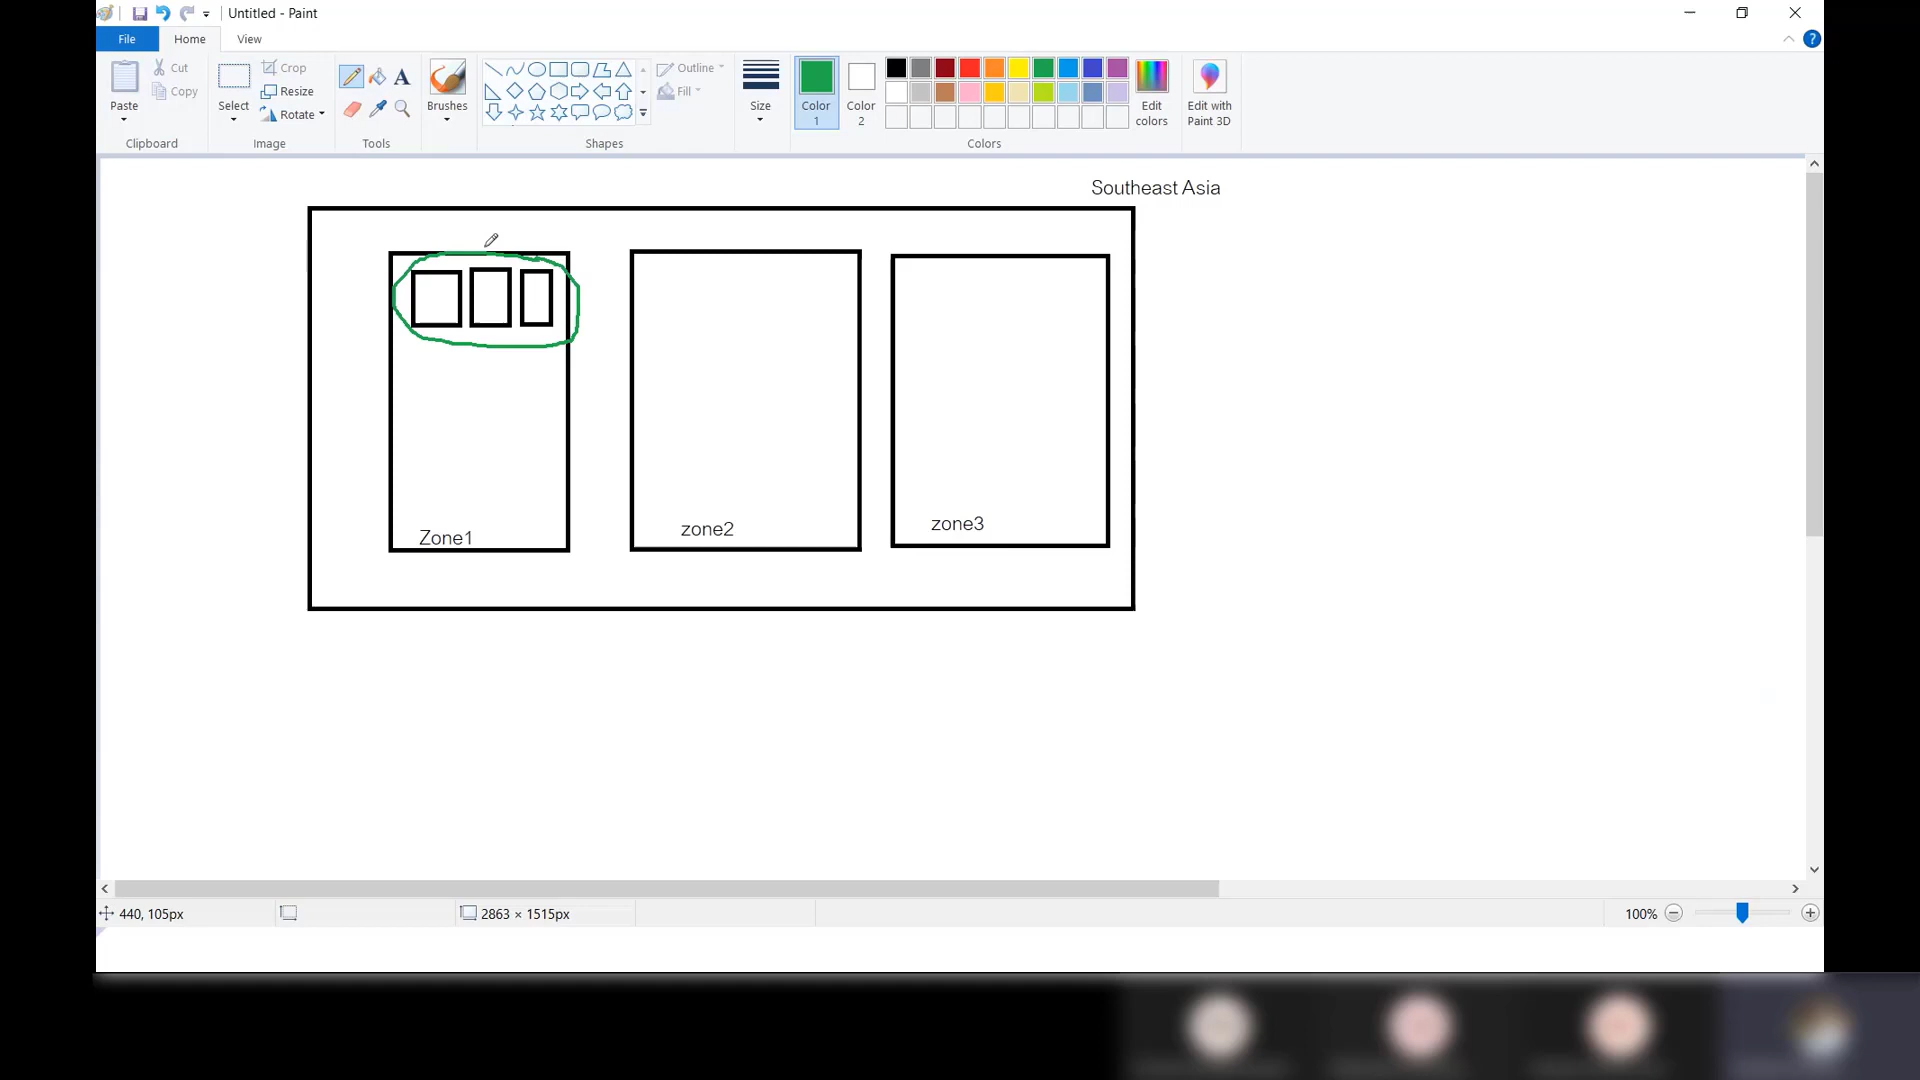 Untitled - Paint
File Home View
Paste
Cut
Copy
Clipboard
Select
Crop
Resize
Rotate
Image
Tools
Brushes
Shapes
Outline
Fill
Size
Color 1
Color 2
Colors
Edit colors
Edit with Paint 3D
Southeast Asia
Zone1
zone2
zone3
440, 105px
2863 × 1515px
100%